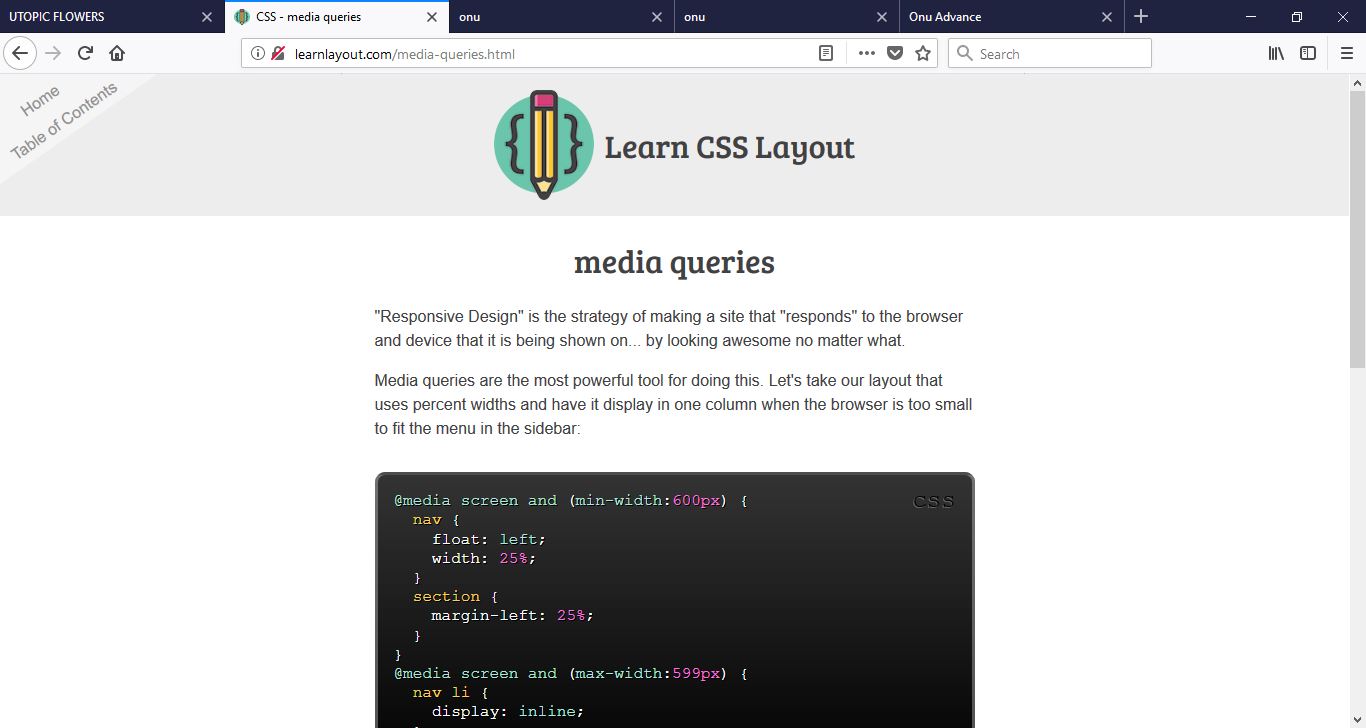 UTOPIC FLOWERS
CSS - media queries
onu
onu
Onu Advance
learnlayout.com/media-queries.html
Search
Home
Table of Contents
Learn CSS Layout
media queries
"Responsive Design" is the strategy of making a site that "responds" to the browser
and device that it is being shown on... by looking awesome no matter what.
Media queries are the most powerful tool for doing this. Let's take our layout that
uses percent widths and have it display in one column when the browser is too small
to fit the menu in the sidebar:
CSS
@media screen and (min-width:600px) {
  nav {
    float: left;
    width: 25%;
  }
  section {
    margin-left: 25%;
  }
}
@media screen and (max-width:599px) {
  nav li {
    display: inline;